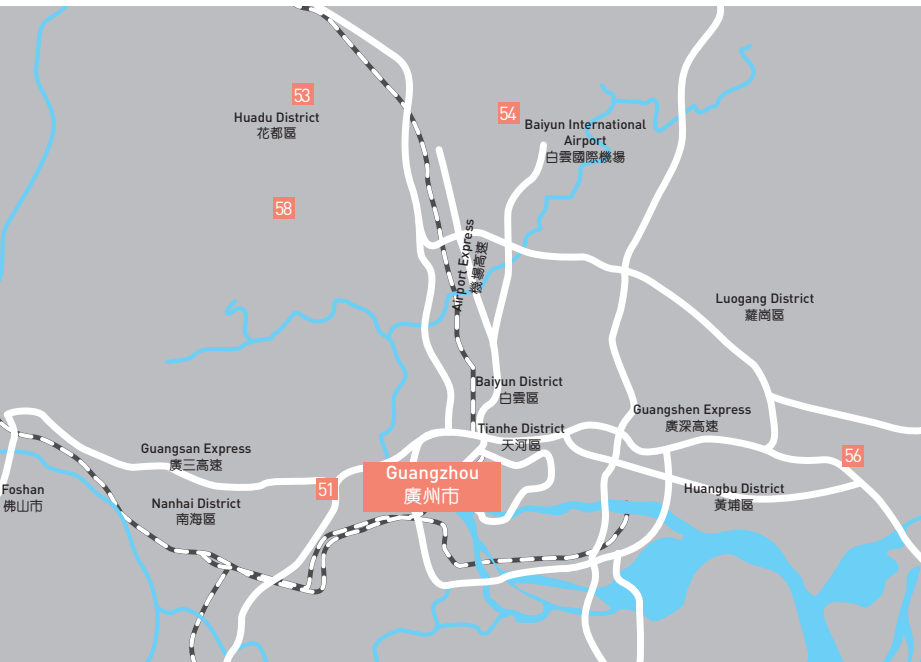 53
Huadu District
花都區
54
Baiyun International
Airport
白雲國際機場
58
Airport Express
機場高速
Luogang District
蘿崗區
Baiyun District
白雲區
Guangshen Express
廣深高速
Tianhe District
天河區
Guangsan Express
廣三高速
56
Guangzhou
廣州市
51
Foshan
佛山市
Nanhai District
南海區
Huangbu District
黃埔區